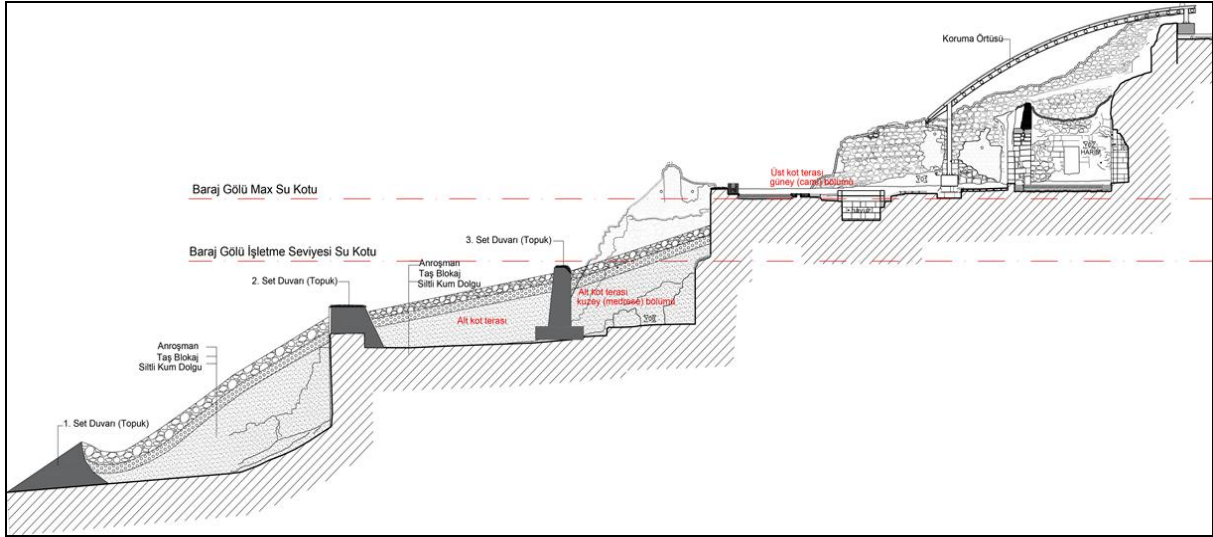 Koruma Örtüsü
HARİM
Üst kot terası
güney (cami) bölümü
Baraj Gölü Max Su Kotu
3. Set Duvarı (Topuk)
Baraj Gölü İşletme Seviyesi Su Kotu
Anroşman
Taş Blokaj
Siltli Kum Dolgu
2. Set Duvarı (Topuk)
Alt kot terası
kuzey (medrese) bölümü
Alt kot terası
Anroşman
Taş Blokaj
Siltli Kum Dolgu
1. Set Duvarı (Topuk)